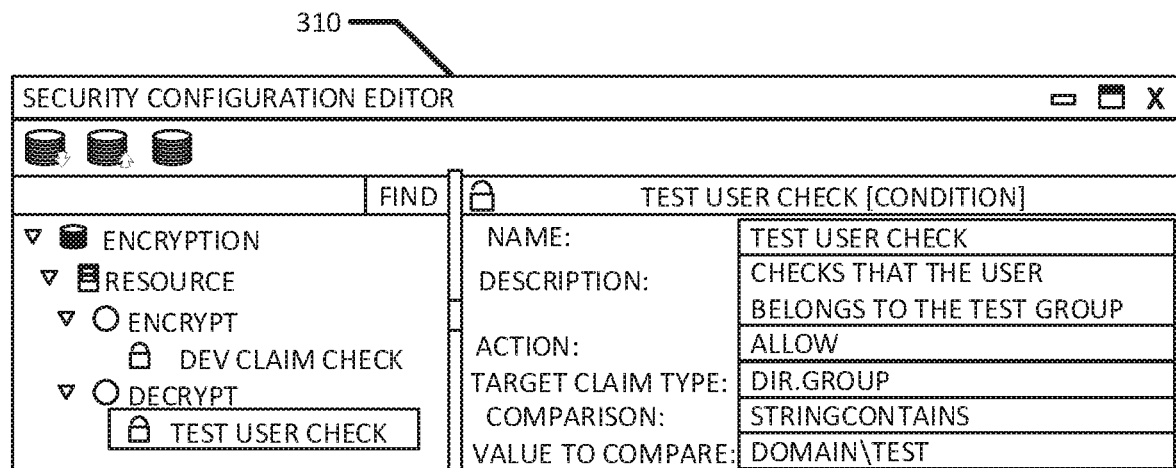 310
SECURITY CONFIGURATION EDITOR X
FIND
ENCRYPTION
RESOURCE
ENCRYPT
DEV CLAIM CHECK
DECRYPT
TEST USER CHECK
TEST USER CHECK [CONDITION]
NAME: TEST USER CHECK
DESCRIPTION: CHECKS THAT THE USER
BELONGS TO THE TEST GROUP
ACTION: ALLOW
TARGET CLAIM TYPE: DIR.GROUP
COMPARISON: STRINGCONTAINS
VALUE TO COMPARE: DOMAIN\TEST